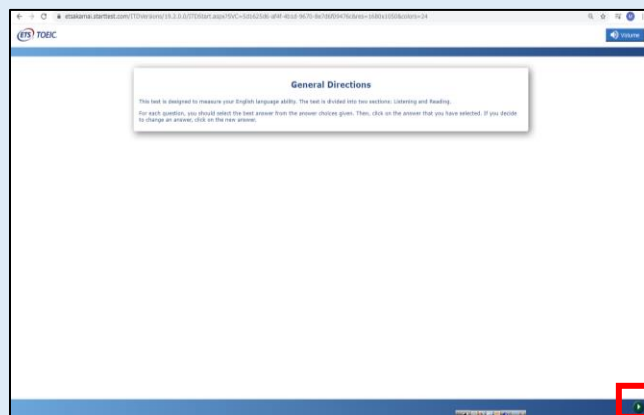 ETS TOEIC
Volume
General Directions
This test is designed to measure your English language ability. The test is divided into two sections: Listening and Reading.
For each question, you should select the best answer from the answer choices given. Then, click on the answer that you have selected. If you decide
to change an answer, click on the new answer.